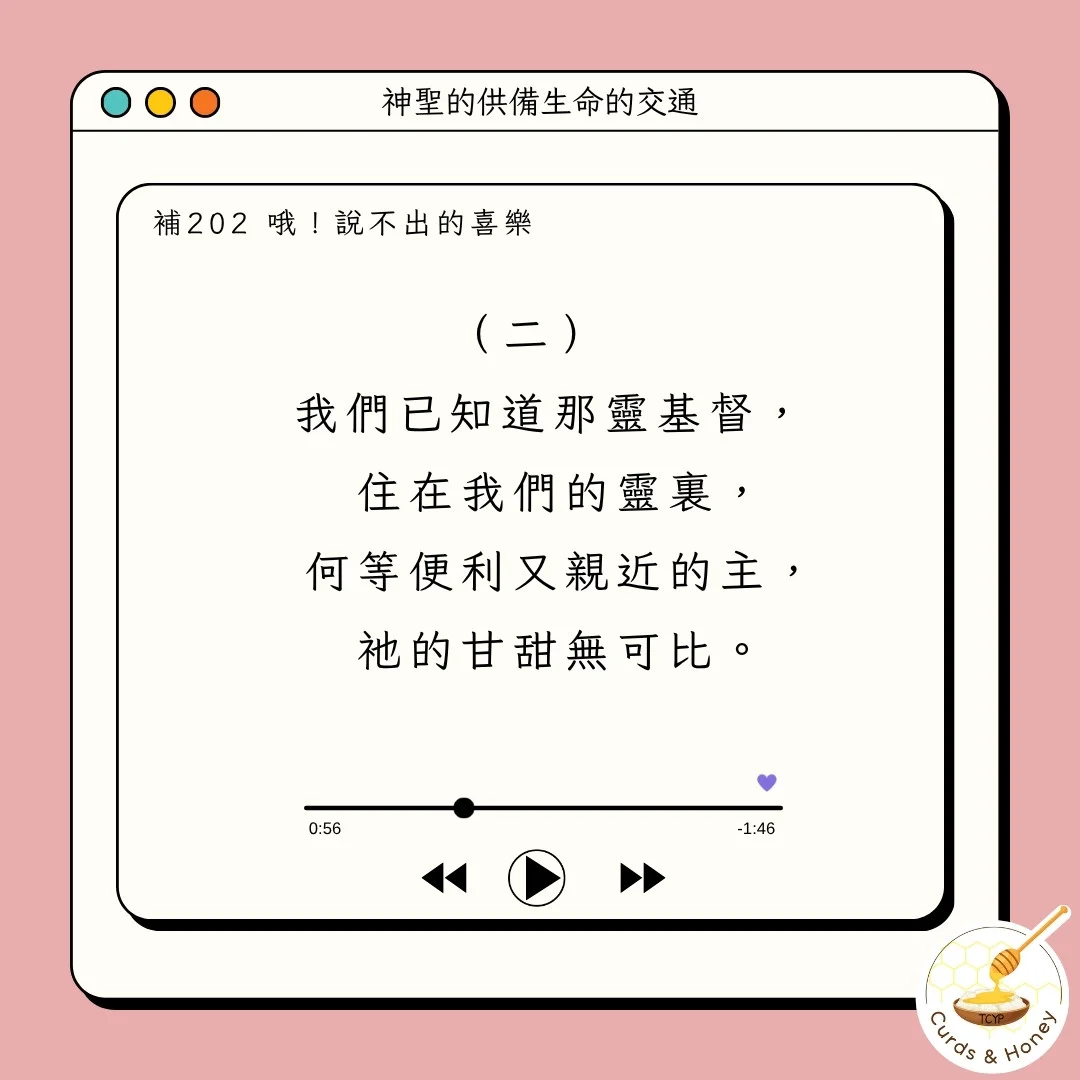 神聖的供備生命的交通
補202 哦！說不出的喜樂
（二）
我們已知道那靈基督，
住在我們的靈裏，
何等便利又親近的主，
祂的甘甜無可比。
0:56
-1:46
TCYP
Curds & Honey